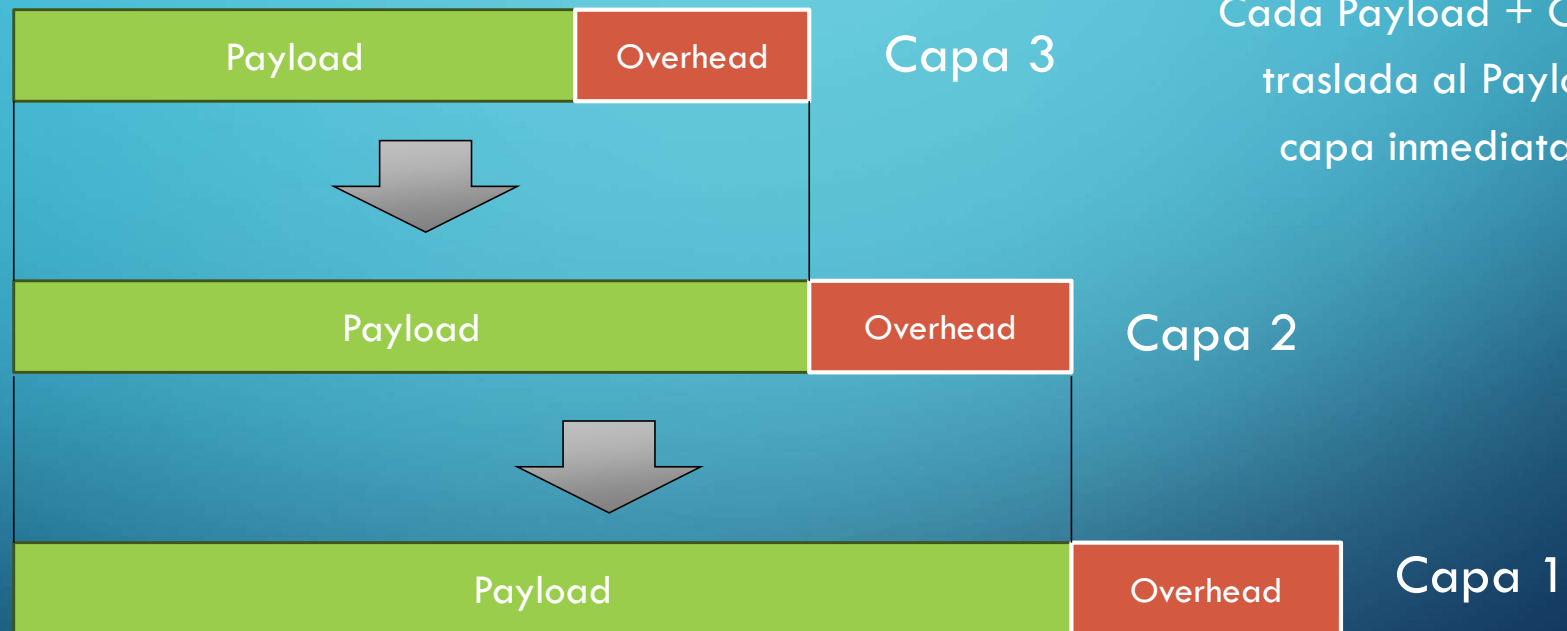 Cada Payload +
traslada al
capa
Payload
Overhead
Capa 3
Payload
Overhead
Capa 2
Payload
Overhead
Capa 1